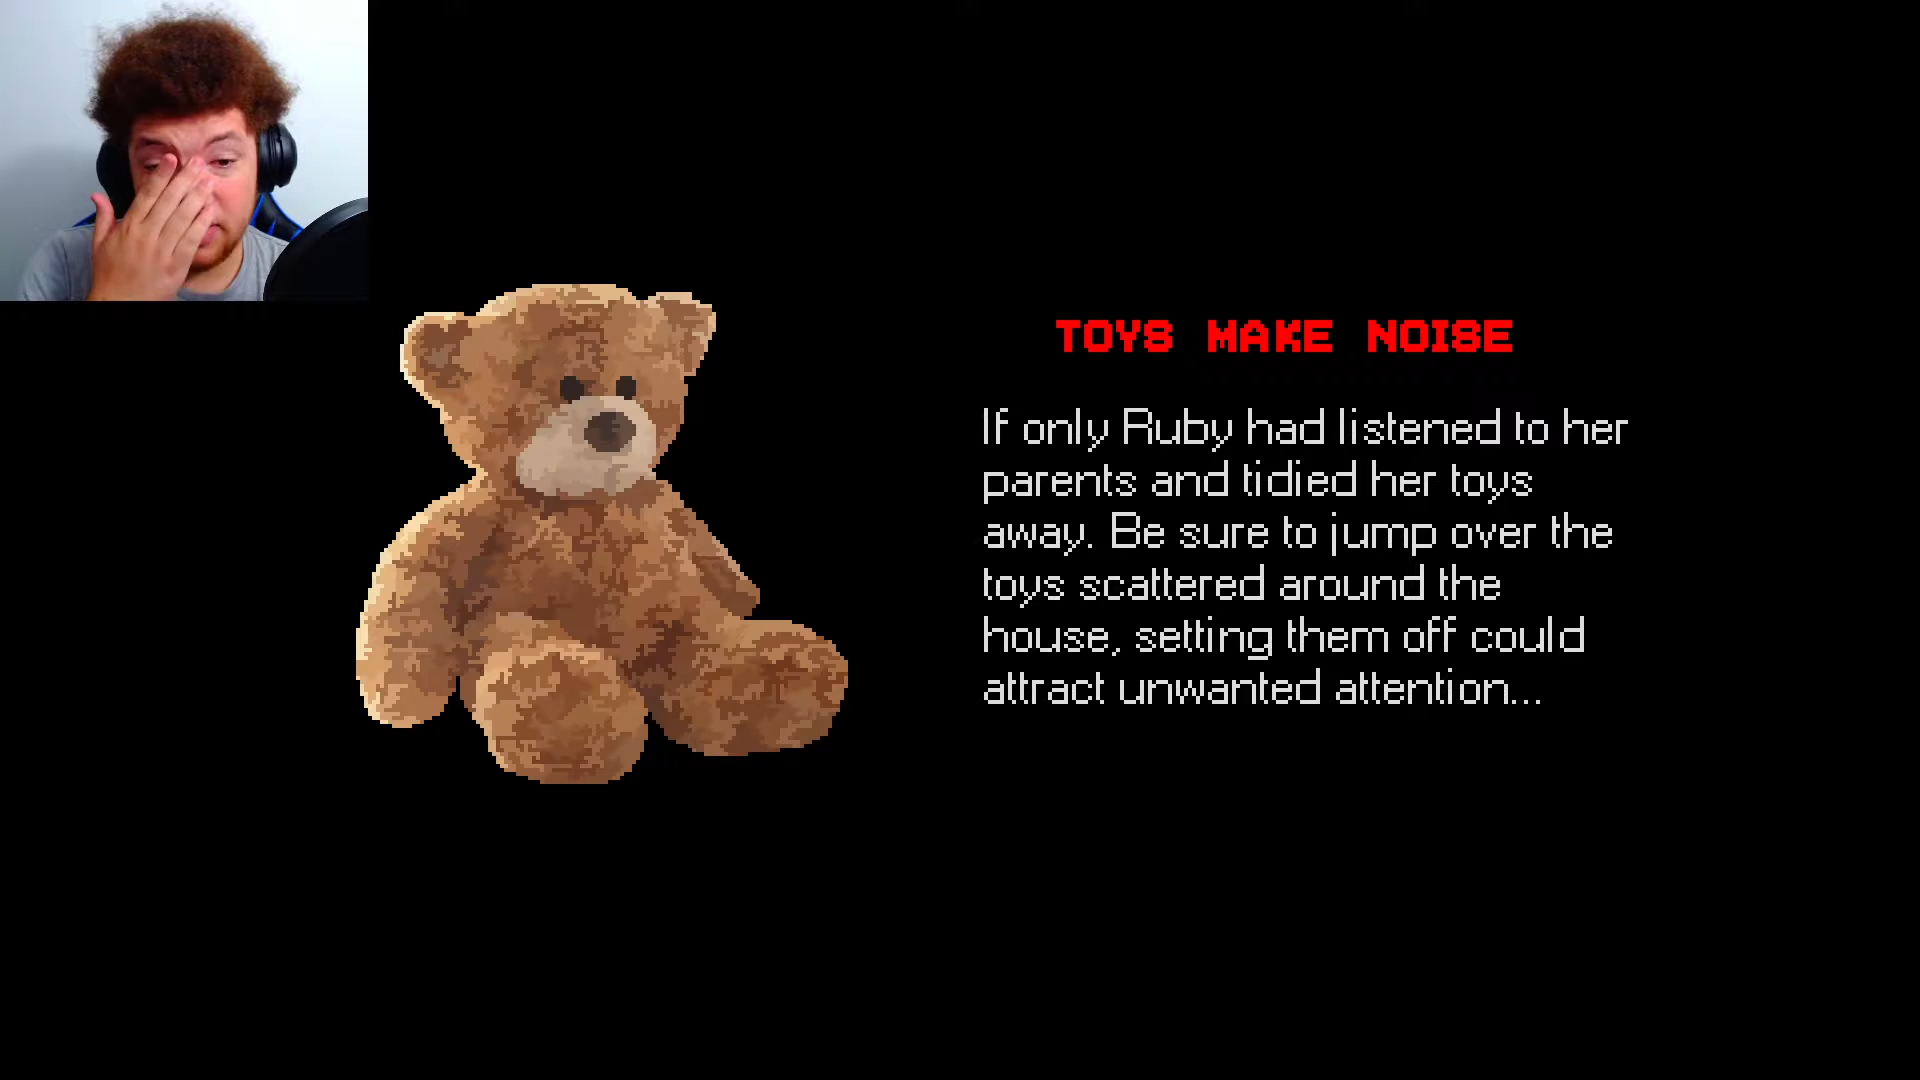 TOYS MAKE NOISE
If only Ruby had listened to her
parents and tidied her toys
away. Be sure to jump over the
toys scattered around the
house, setting them off could
attract unwanted attention...